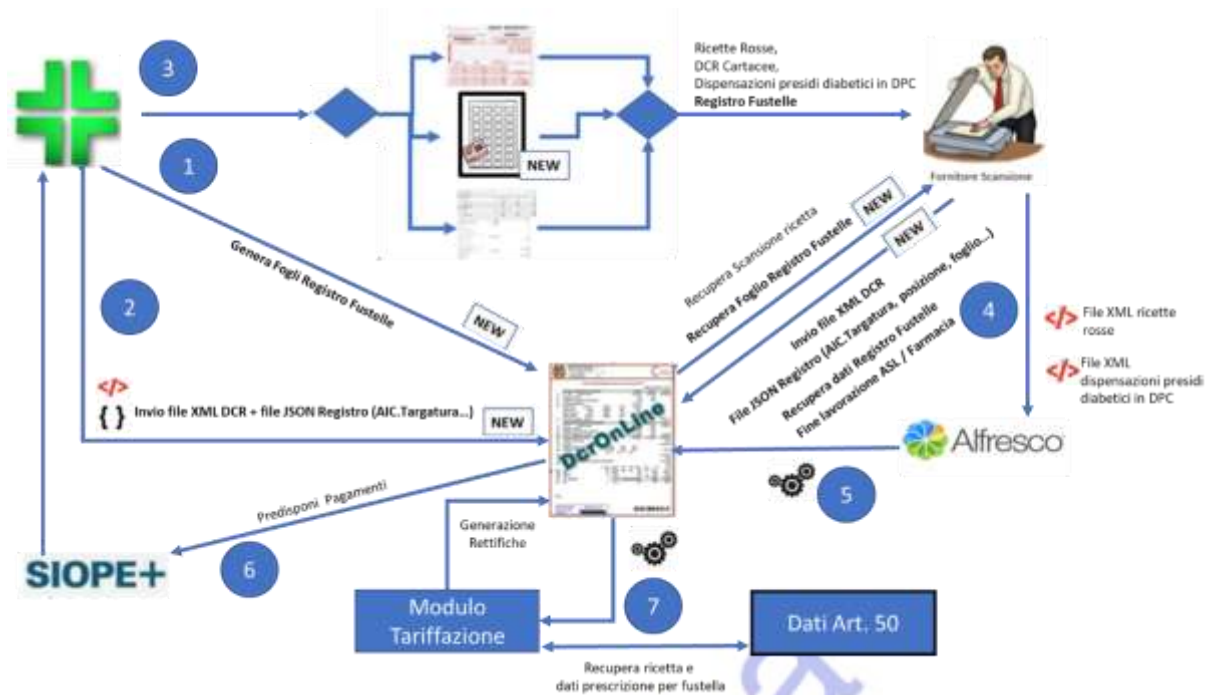 3
Ricette Rosse,
DCR Cartacee,
Dispensazioni presidi diabetici in DPC
Registro Fustelle
NEW
Fornitore Scansione
1
Genera Fogli Registro Fustelle
NEW
2
Recupera Scansione ricetta
Recupera Foglio Registro Fustelle
NEW
NEW
Invio file XML DCR
File JSON Registro (AIC.Targatura, posizione, foglio…)
Recupera dati Registro Fustelle
Fine lavorazione ASL / Farmacia
4
</> File XML ricette
rosse
</> File XML
dispensazioni presidi
diabetici in DPC
</>
{ } Invio file XML DCR + file JSON Registro (AIC.Targatura…)
NEW
DcrOnLine
Alfresco
5
Predisponi Pagamenti
SIOPE+
6
Generazione
Rettifiche
7
Modulo
Tariffazione
Dati Art. 50
Recupera ricetta e
dati prescrizione per fustella